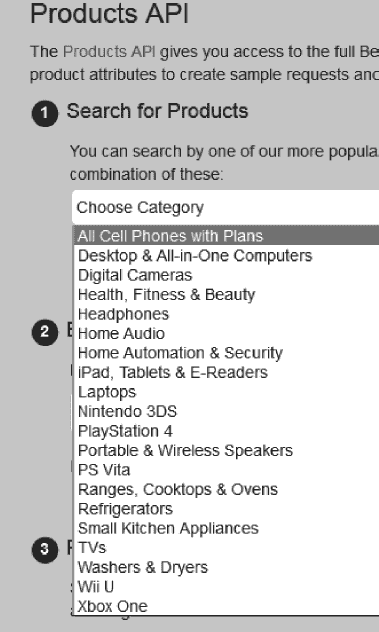 Products API
The Products API gives you access to the full Be
product attributes to create sample requests and
1 Search for Products
You can search by one of our more popula
combination of these:
Choose Category
All Cell Phones with Plans
Desktop & All-in-One Computers
Digital Cameras
Health, Fitness & Beauty
Headphones
2
Home Audio
Home Automation & Security
iPad, Tablets & E-Readers
Laptops
Nintendo 3DS
PlayStation 4
Portable & Wireless Speakers
PS Vita
Ranges, Cooktops & Ovens
Refrigerators
Small Kitchen Appliances
3
TVs
Washers & Dryers
Wii U
Xbox One